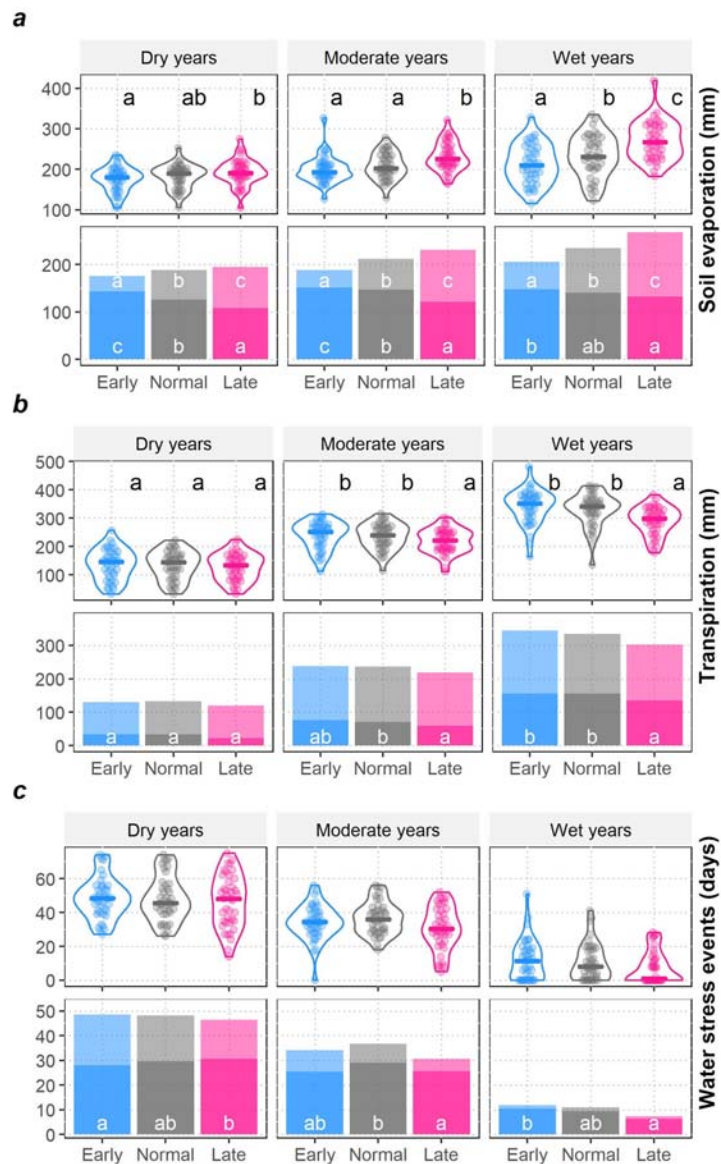 a
Dry years Moderate years Wet years
400
300
200
100
a ab b a a b a b c
200
100
0
a b c a b c a b c
c b a c b a b ab a
Early Normal Late Early Normal Late Early Normal Late
Soil evaporation (mm)
b
Dry years Moderate years Wet years
500
400
300
200
100
a a a b b a b b a
300
200
100
0
a a a ab b a b b a
Early Normal Late Early Normal Late Early Normal Late
Transpiration (mm)
c
Dry years Moderate years Wet years
60
40
20
0
50
40
30
20
10
0
a ab b ab b a b ab a
Early Normal Late Early Normal Late Early Normal Late
Water stress events (days)